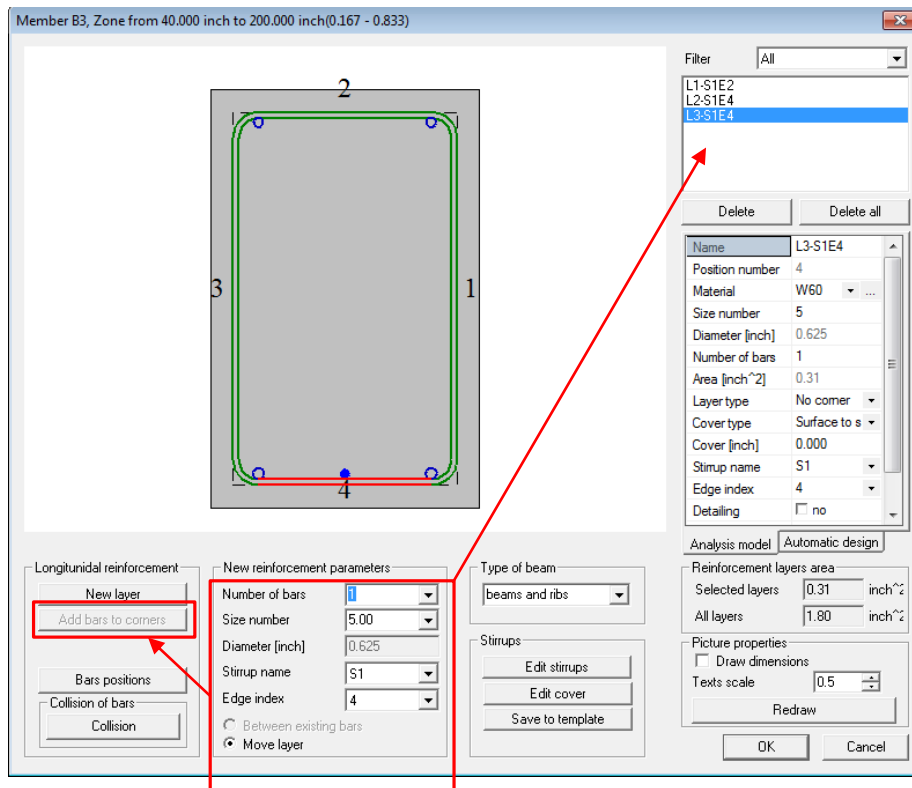 Member B3, Zone from 40.000 inch to 200.000 inch(0.167 - 0.833)
2
3
1
4
Filter
All
L1-S1E2
L2-S1E4
L3-S1E4
Delete
Delete all
Name L3-S1E4
Position number 4
Material W60 ...
Size number 5
Diameter [inch] 0.625
Number of bars 1
Area [inch^2] 0.31
Layer type No corner
Cover type Surface to s
Cover [inch] 0.000
Stirrup name S1
Edge index 4
Detailing no
Analysis model Automatic design
Longitunidal reinforcement
New layer
Add bars to corners
Bars positions
Collision of bars
Collision
New reinforcement parameters
Number of bars 1
Size number 5.00
Diameter [inch] 0.625
Stirrup name S1
Edge index 4
Between existing bars
Move layer
Type of beam
beams and ribs
Stirrups
Edit stirrups
Edit cover
Save to template
Reinforcement layers area
Selected layers 0.31 inch^2
All layers 1.80 inch^2
Picture properties
Draw dimensions
Texts scale 0.5
Redraw
OK
Cancel